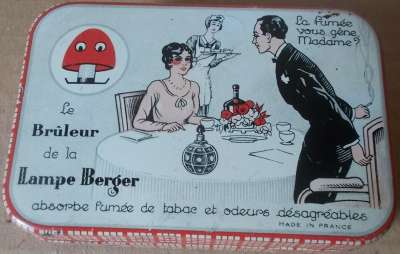 La fumée
vous gêne,
Madame?
Le
Brûleur
de la
Lampe Berger
absorbe fumée de tabac et odeurs désagréables
MADE IN FRANCE